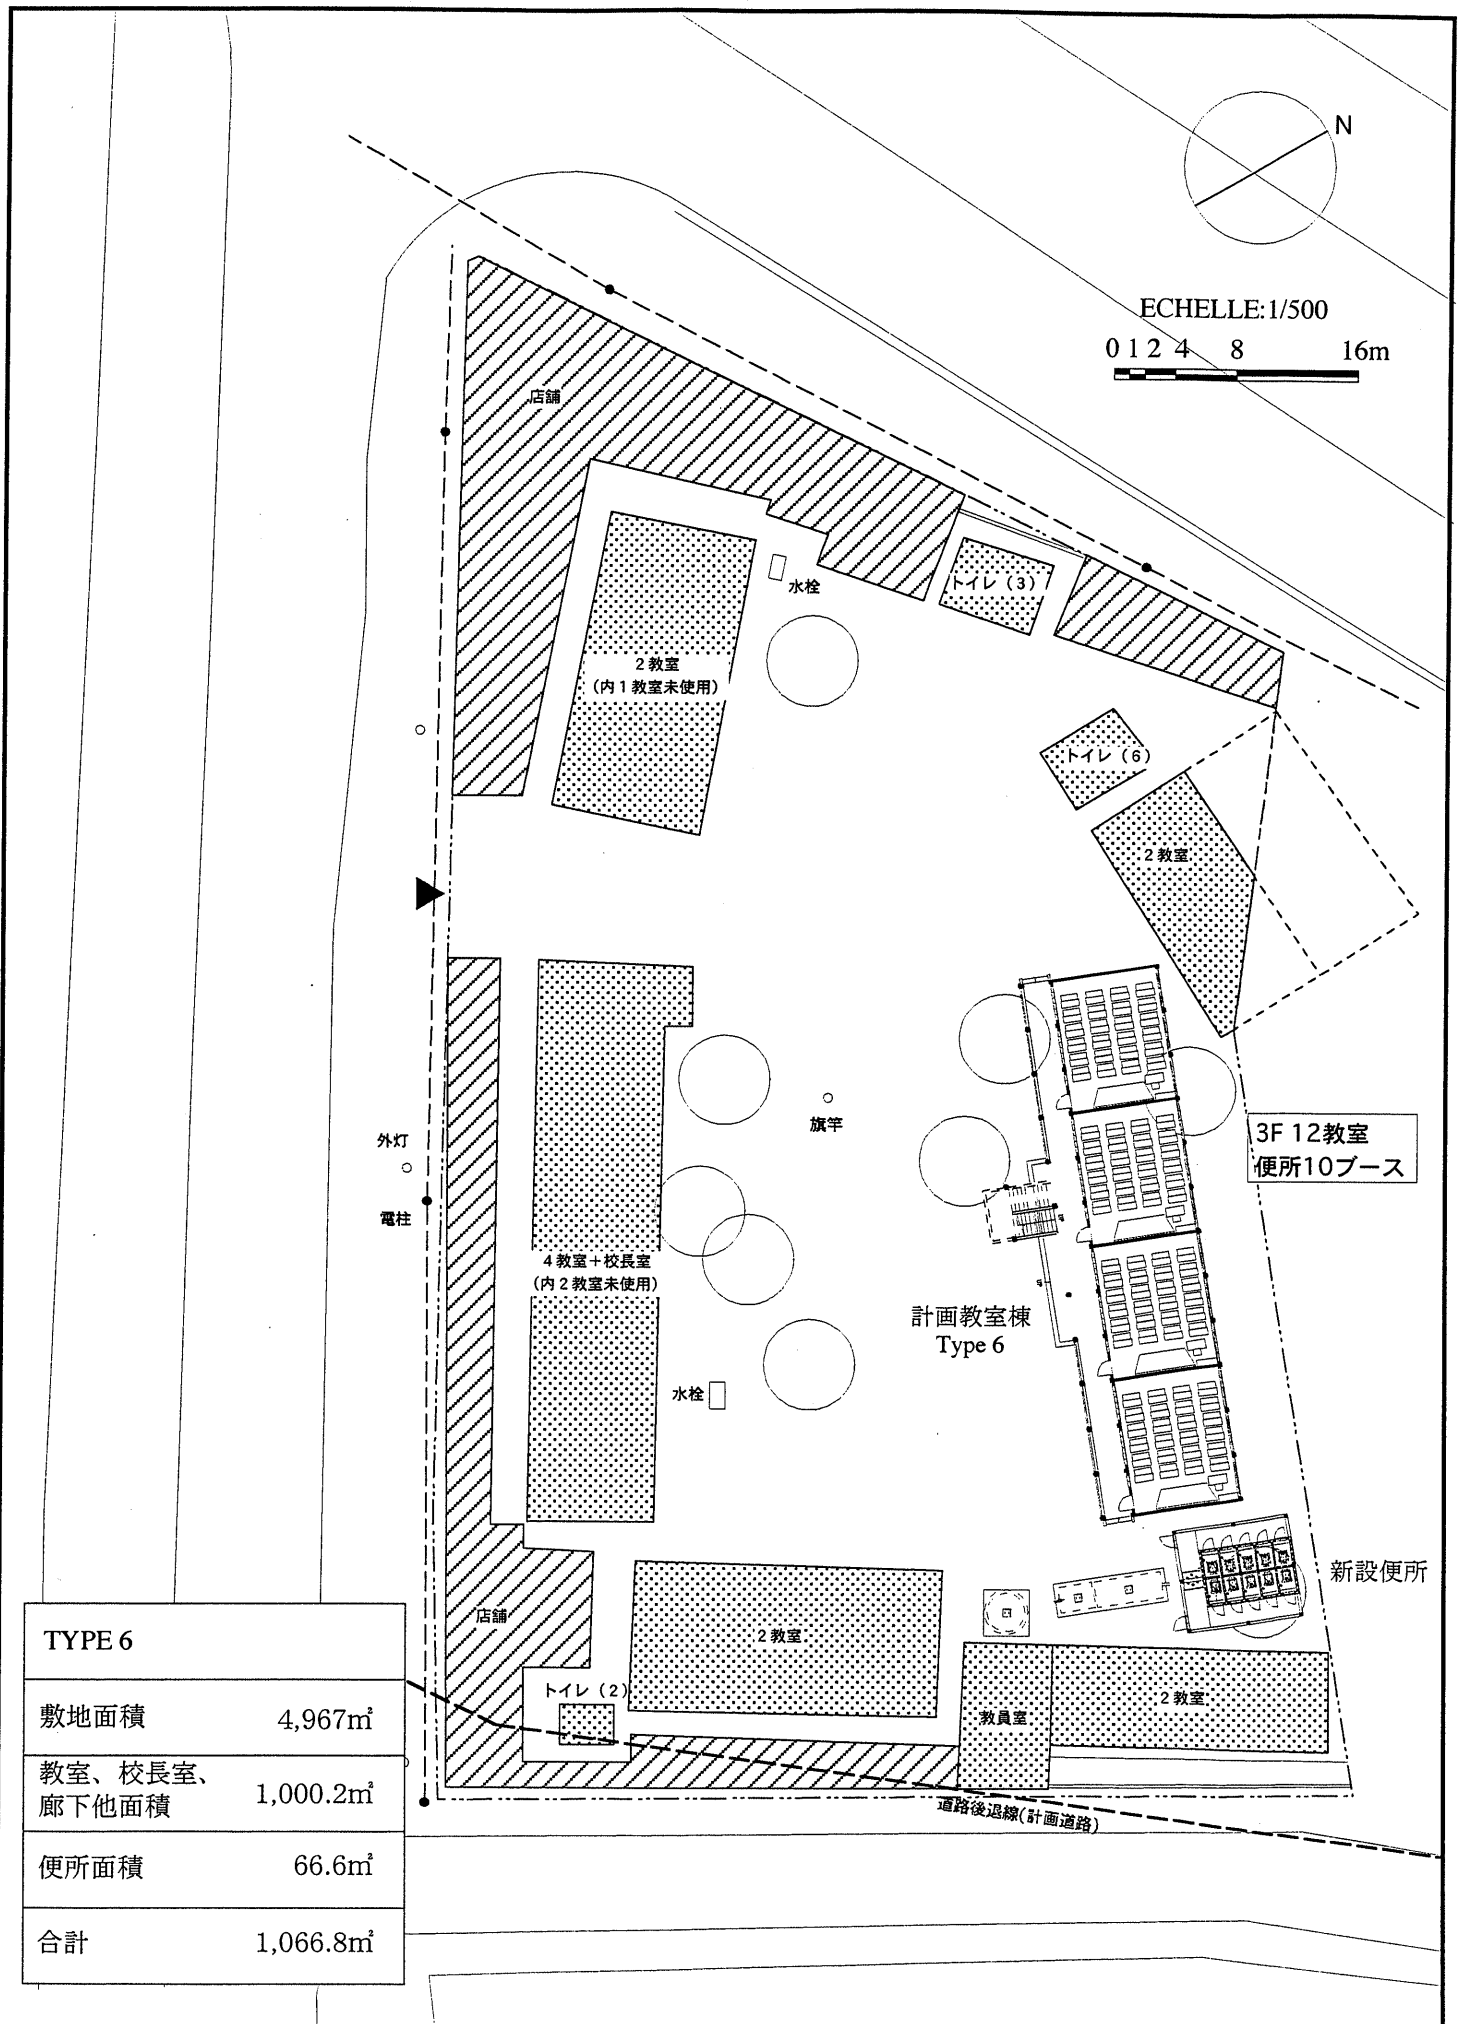 N
ECHELLE:1/500
0 1 2 4 8 16m
店舗
水栓
トイレ（3）
2教室
（内1教室未使用）
トイレ（6）
2教室
3F 12教室
便所10ブース
旗竿
外灯
電柱
4教室＋校長室
（内2教室未使用）
計画教室棟
Type 6
水栓
新設便所
店舗
2教室
トイレ（2）
2教室
教員室
道路後退線(計画道路)
TYPE 6
敷地面積 4,967㎡
教室、校長室、
廊下他面積 1,000.2㎡
便所面積 66.6㎡
合計 1,066.8㎡